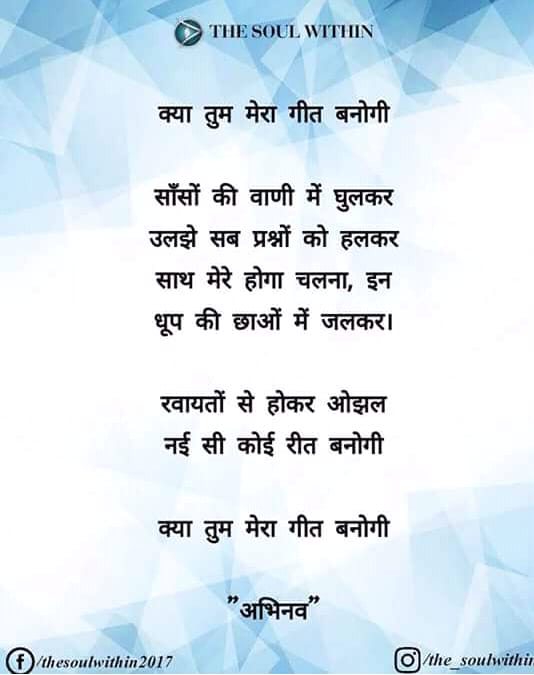 THE SOUL WITHIN
क्या तुम मेरा गीत बनोगी
साँसों की वाणी में घुलकर
उलझे सब प्रश्नों को हलकर
साथ मेरे होगा चलना, इन
धूप की छाओं में जलकर।
रवायतों से होकर ओझल
नई सी कोई रीत बनोगी
क्या तुम मेरा गीत बनोगी
”अभिनव”
/thesoulwithin2017
/the_soulwithin